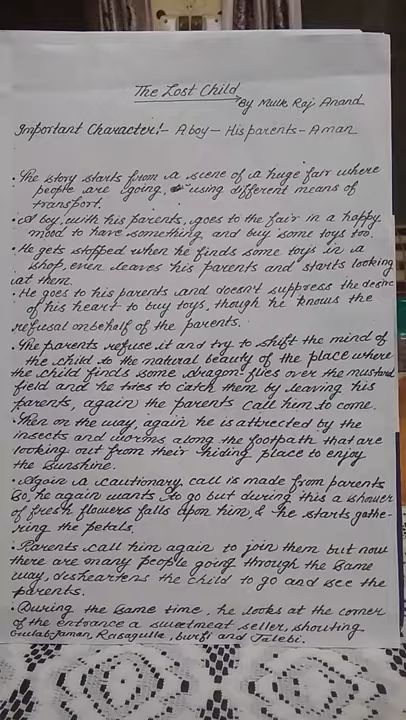 The Lost Child
By Mulk Raj Anand
Important Character:- A boy - His parents - A man
• The story starts from a scene of a huge fair where
people are going, using different means of
transport.
• A boy, with his parents, goes to the fair in a happy
mood to have something, and buy some toys too.
• He gets stopped when he finds some toys in a
shop, even leaves his parents and starts looking
at them.
• He goes to his parents and doesn't suppress the desire
of his heart to buy toys, though he knows the
refusal onbehalf of the parents.
• The parents refuse it and try to shift the mind of
the child to the natural beauty of the place where
the child finds some dragon-flies over the mustard
field and he tries to catch them by leaving his
parents, again the parents call him to come.
• Then on the way, again he is attrected by the
insects and worms along the footpath that are
looking out from their hiding place to enjoy
the sunshine.
• Again a cautionary, call is made from parents
So, he again wants to go but during this a shower
of fresh flowers falls upon him, & he starts gathe-
ring the petals.
• Parents call him again to join them but now
there are many people going through the same
way, disheartens the child to go and see the
parents.
• During the same time, he looks at the corner
of the entrance a sweetmeat seller, shouting
Gulab-Jaman, Rasagulle, burfi and Jalebi.